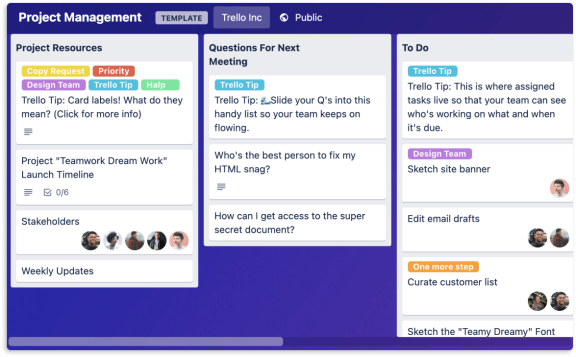 Project Management
TEMPLATE
Trello Inc
Public
Project Resources
Copy Request
Priority
Design Team
Trello Tip
Halp
Trello Tip: Card labels! What do they
mean? (Click for more info)
Project "Teamwork Dream Work"
Launch Timeline
0/6
Stakeholders
Weekly Updates
Questions For Next
Meeting
Trello Tip
Trello Tip: 🌊Slide your Q's into this
handy list so your team keeps on
flowing.
Who's the best person to fix my
HTML snag?
How can I get access to the super
secret document?
To Do
Trello Tip
Trello Tip: This is where assigned
tasks live so that your team can see
who's working on what and when
it's due.
Design Team
Sketch site banner
Edit email drafts
One more step
Curate customer list
Sketch the "Teamy Dreamy" Font